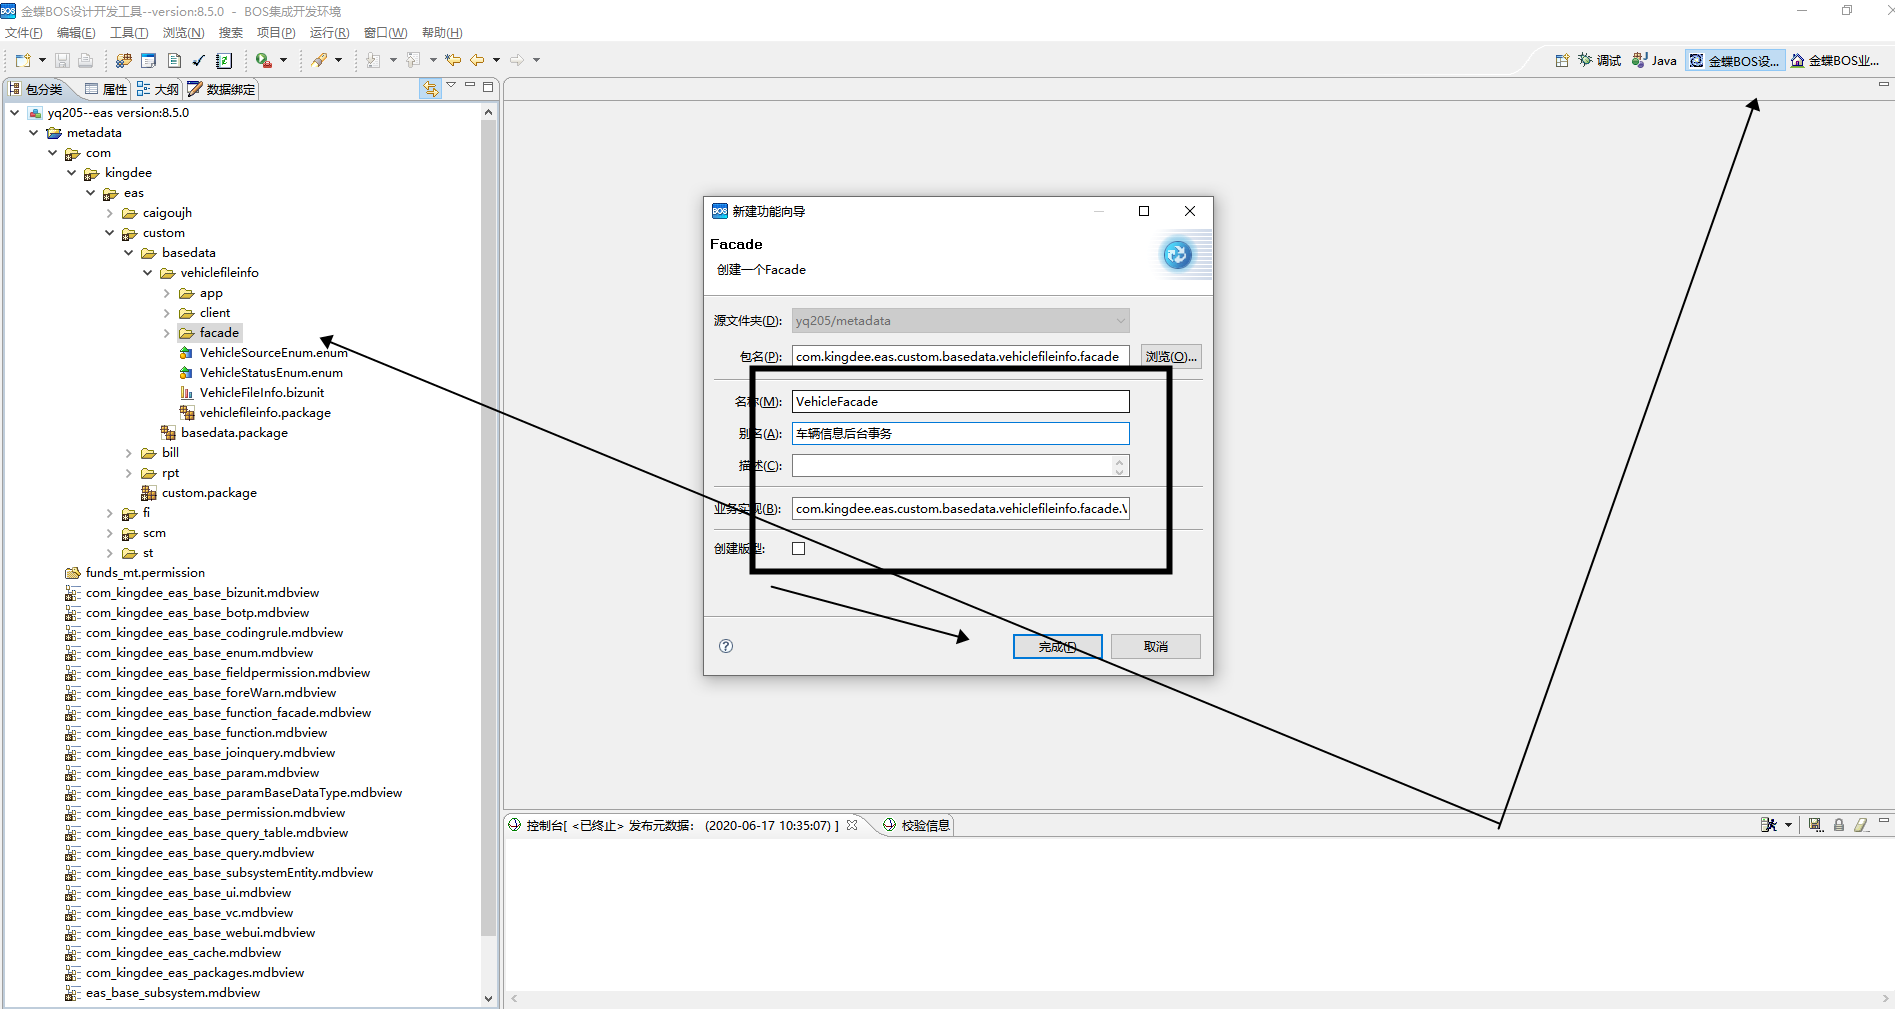 金蝶BOS设计开发工具--version:8.5.0 - BOS集成开发环境
文件(F) 编辑(E) 工具(T) 浏览(N) 搜索 项目(P) 运行(R) 窗口(W) 帮助(H)
调试 Java 金蝶BOS设... 金蝶BOS业...
包分类 属性 大纲 数据绑定
yq205--eas version:8.5.0
metadata
com
kingdee
eas
caigoujh
custom
basedata
vehiclefileinfo
app
client
facade
VehicleSourceEnum.enum
VehicleStatusEnum.enum
VehicleFileInfo.bizunit
vehiclefileinfo.package
basedata.package
bill
rpt
custom.package
fi
scm
st
funds_mt.permission
com_kingdee_eas_base_bizunit.mdbview
com_kingdee_eas_base_botp.mdbview
com_kingdee_eas_base_codingrule.mdbview
com_kingdee_eas_base_enum.mdbview
com_kingdee_eas_base_fieldpermission.mdbview
com_kingdee_eas_base_foreWarn.mdbview
com_kingdee_eas_base_function_facade.mdbview
com_kingdee_eas_base_function.mdbview
com_kingdee_eas_base_joinquery.mdbview
com_kingdee_eas_base_param.mdbview
com_kingdee_eas_base_paramBaseDataType.mdbview
com_kingdee_eas_base_permission.mdbview
com_kingdee_eas_base_query_table.mdbview
com_kingdee_eas_base_query.mdbview
com_kingdee_eas_base_subsystemEntity.mdbview
com_kingdee_eas_base_ui.mdbview
com_kingdee_eas_base_vc.mdbview
com_kingdee_eas_base_webui.mdbview
com_kingdee_eas_cache.mdbview
com_kingdee_eas_packages.mdbview
eas_base_subsystem.mdbview
BOS 新建功能向导
Facade
创建一个Facade
源文件夹(D): yq205/metadata
包名(P): com.kingdee.eas.custom.basedata.vehiclefileinfo.facade 浏览(O)...
名称(M): VehicleFacade
别名(A): 车辆信息后台事务
描述(C):
业务实现(B): com.kingdee.eas.custom.basedata.vehiclefileinfo.facade.V
创建版型:
完成(F) 取消
控制台[ <已终止> 发布元数据: (2020-06-17 10:35:07) ] 校验信息